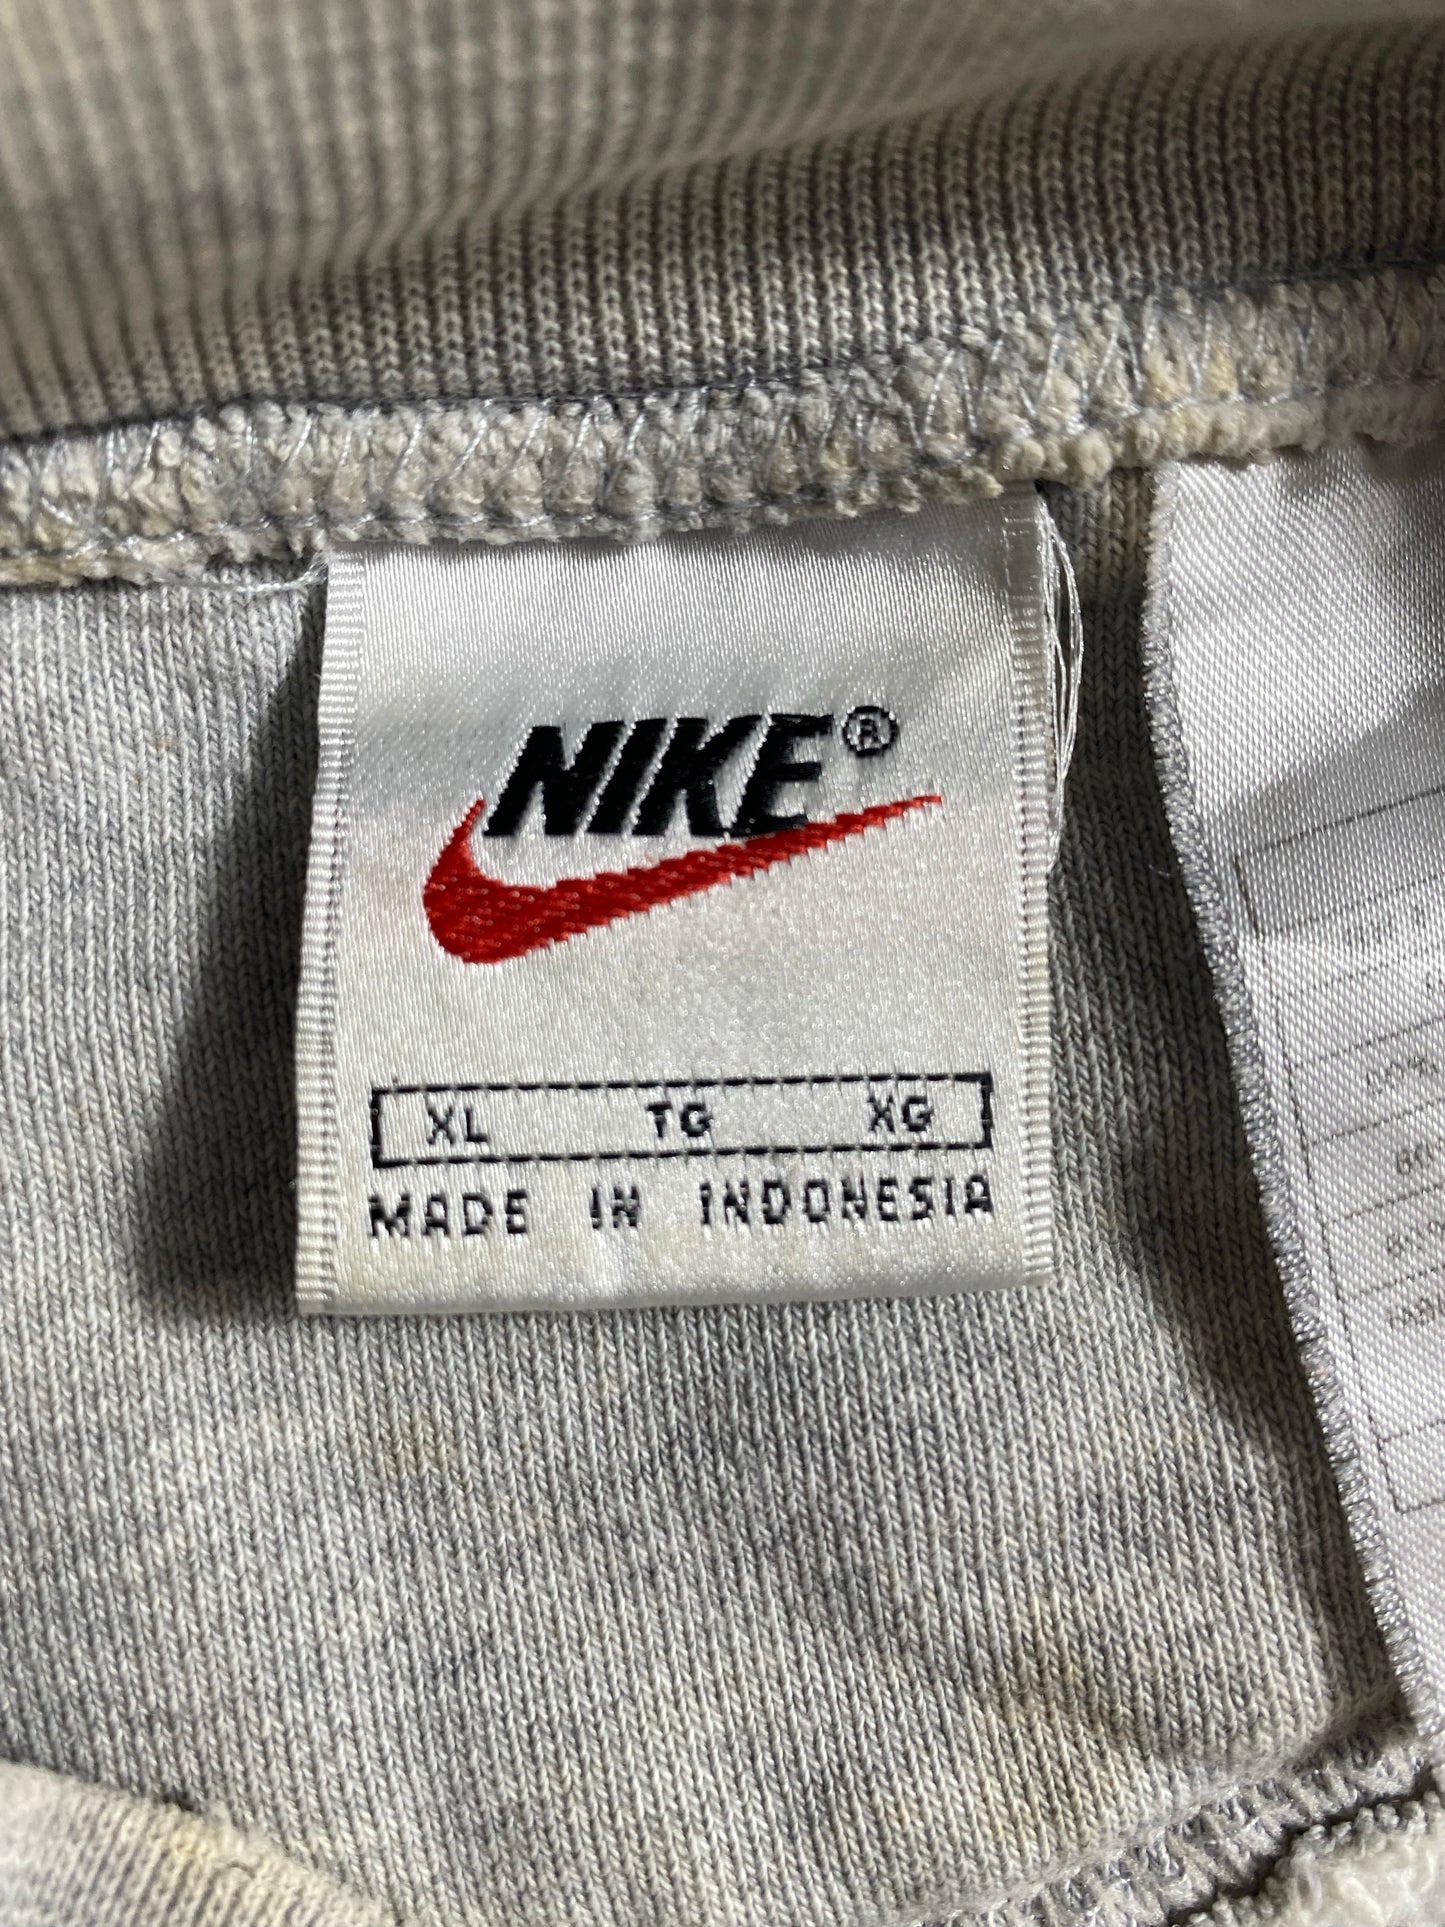 NIKE®
XL TG XG
MADE IN INDONESIA